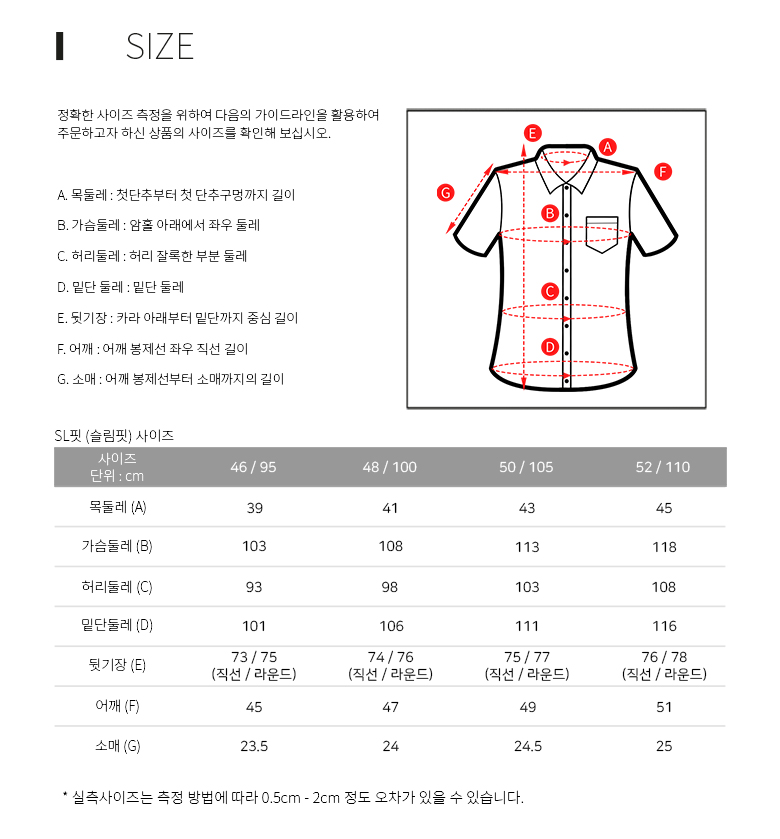 SIZE
정확한 사이즈 측정을 위하여 다음의 가이드라인을 활용하여
주문하고자 하신 상품의 사이즈를 확인해 보십시오.
A. 목둘레 : 첫단추부터 첫 단추구멍까지 길이
B. 가슴둘레 : 암홀 아래에서 좌우 둘레
C. 허리둘레 : 허리 잘록한 부분 둘레
D. 밑단 둘레 : 밑단 둘레
E. 뒷기장 : 카라 아래부터 밑단까지 중심 길이
F. 어깨 : 어깨 봉제선 좌우 직선 길이
G. 소매 : 어깨 봉제선부터 소매까지의 길이
E
A
F
G
B
C
D
SL핏 (슬림핏) 사이즈
사이즈
단위 : cm
46 / 95 48 / 100 50 / 105 52 / 110
목둘레 (A) 39 41 43 45
가슴둘레 (B) 103 108 113 118
허리둘레 (C) 93 98 103 108
밑단둘레 (D) 101 106 111 116
뒷기장 (E) 73 / 75 74 / 76 75 / 77 76 / 78
(직선 / 라운드) (직선 / 라운드) (직선 / 라운드) (직선 / 라운드)
어깨 (F) 45 47 49 51
소매 (G) 23.5 24 24.5 25
* 실측사이즈는 측정 방법에 따라 0.5cm - 2cm 정도 오차가 있을 수 있습니다.